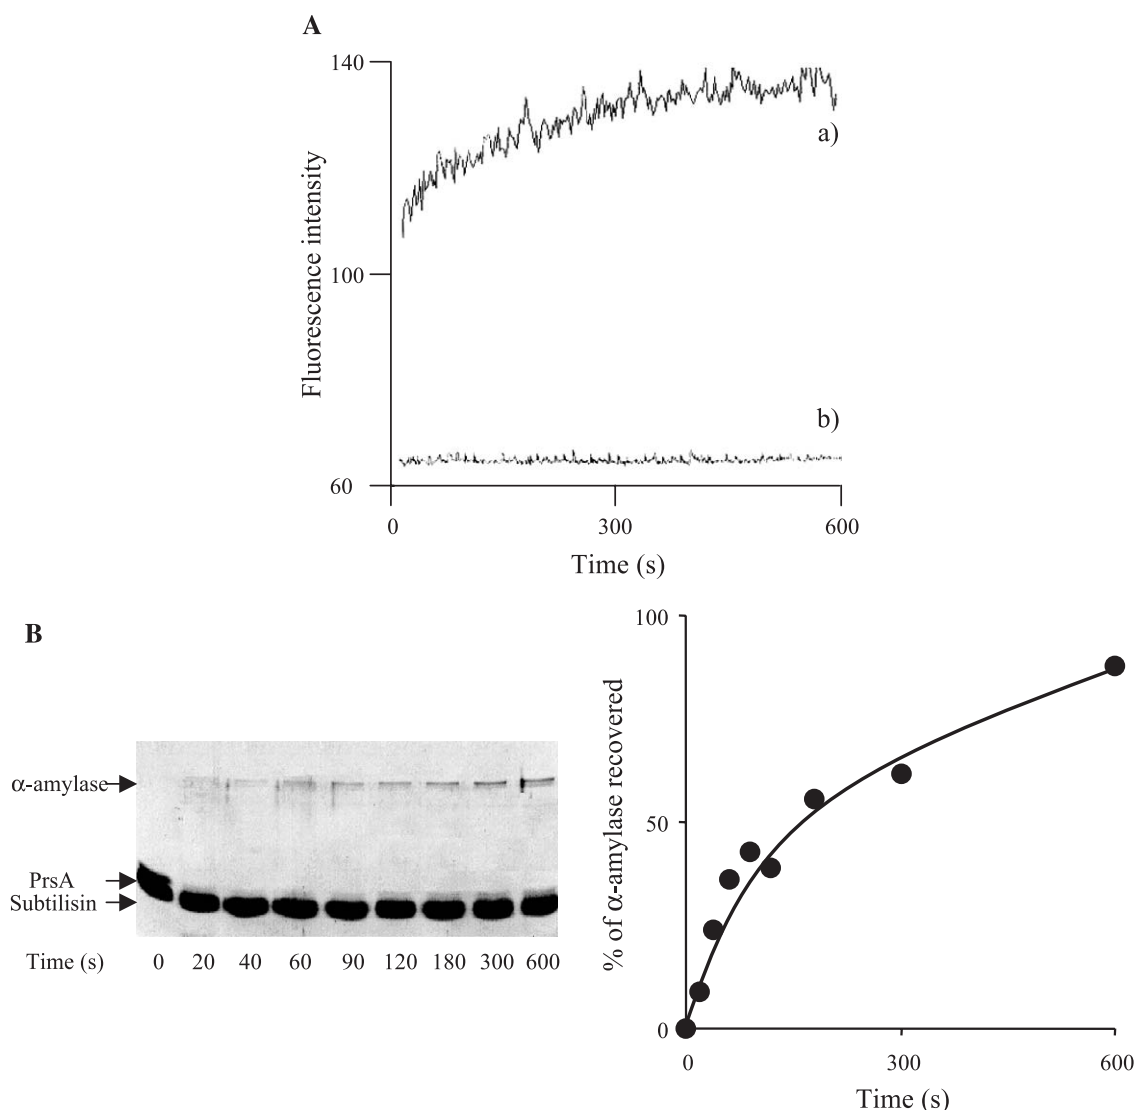 A
140
100
60
Fluorescence intensity
a)
b)
0 300 600
Time (s)
B
α-amylase
PrsA
Subtilisin
Time (s) 0 20 40 60 90 120 180 300 600
100
50
0
% of α-amylase recovered
0 300 600
Time (s)